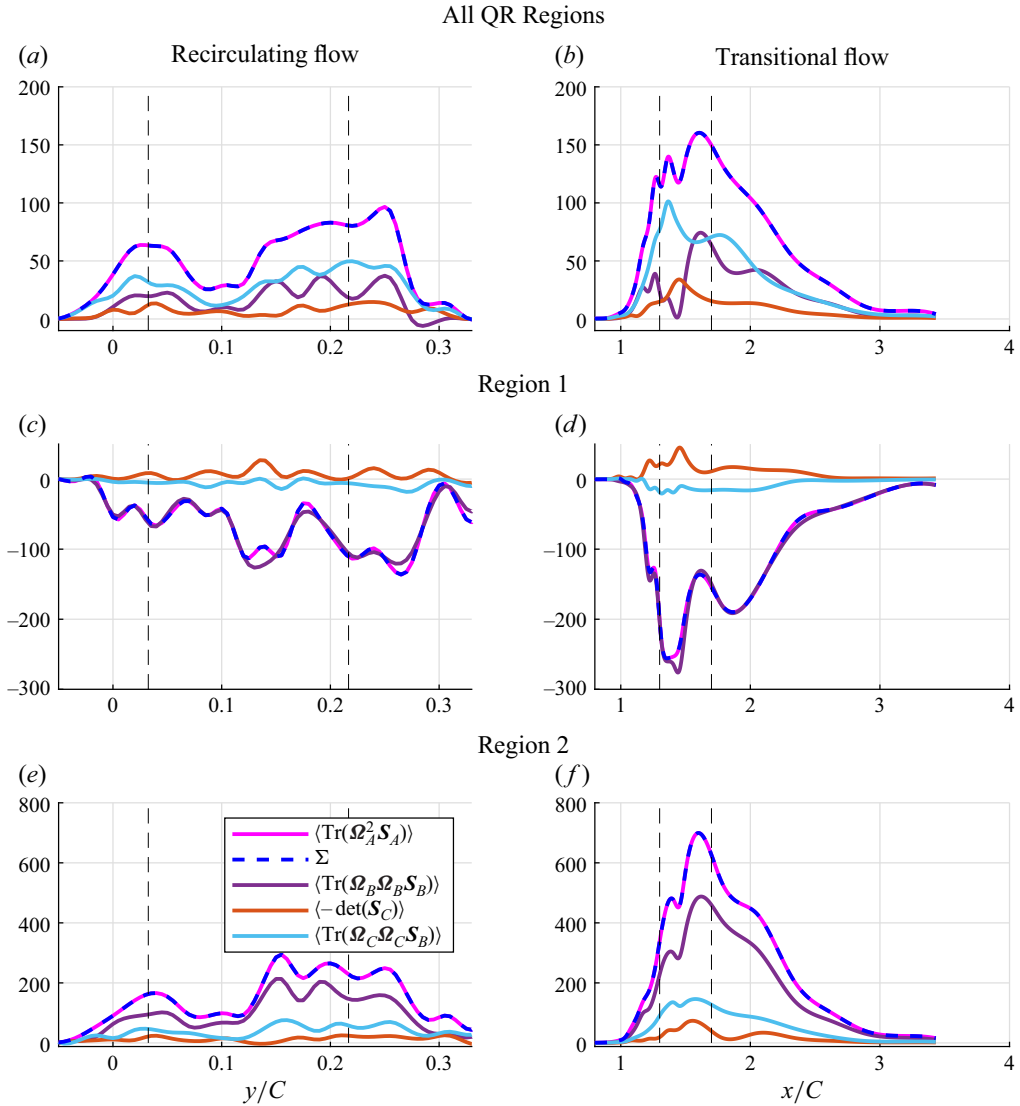 All QR Regions
(a) Recirculating flow
(b) Transitional flow
200
150
100
50
0
0 0.1 0.2 0.3
200
150
100
50
0
1 2 3 4
Region 1
(c)
(d)
0
–100
–200
–300
0 0.1 0.2 0.3
0
–100
–200
–300
1 2 3 4
Region 2
(e)
(f)
800
600
400
200
0
⟨Tr(Ω_A^2 S_A)⟩
Σ
⟨Tr(Ω_B Ω_B S_B)⟩
⟨–det(S_C)⟩
⟨Tr(Ω_C Ω_C S_B)⟩
0 0.1 0.2 0.3
y/C
800
600
400
200
0
1 2 3 4
x/C